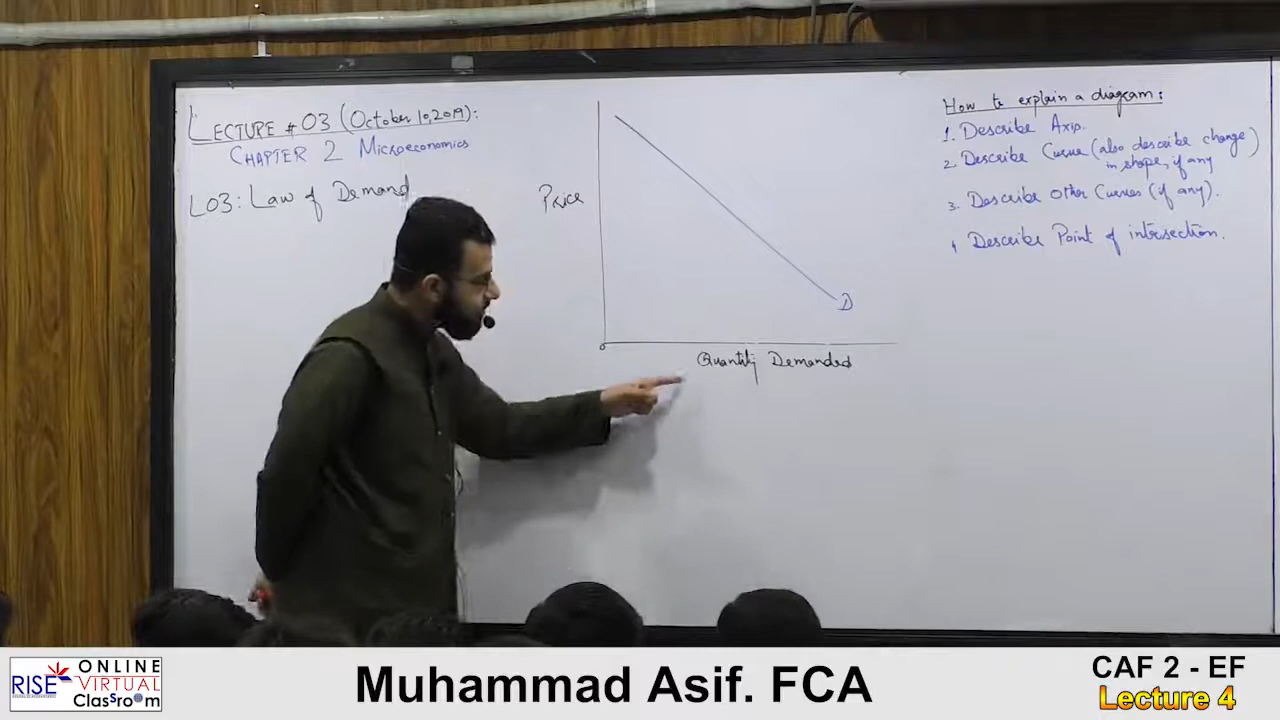 LECTURE # 03 (October 10, 2019):
CHAPTER 2 Microeconomics
LO3: Law of Demand
Price
D
Quantity Demanded
How to explain a diagram:
1. Describe Axis.
2. Describe Curve (also describe change)
in shape, if any
3. Describe other Curves (if any).
4 Describe Point of intersection.
RISE
ONLINE
VIRTUAL
Classroom
Muhammad Asif. FCA
CAF 2 - EF
Lecture 4